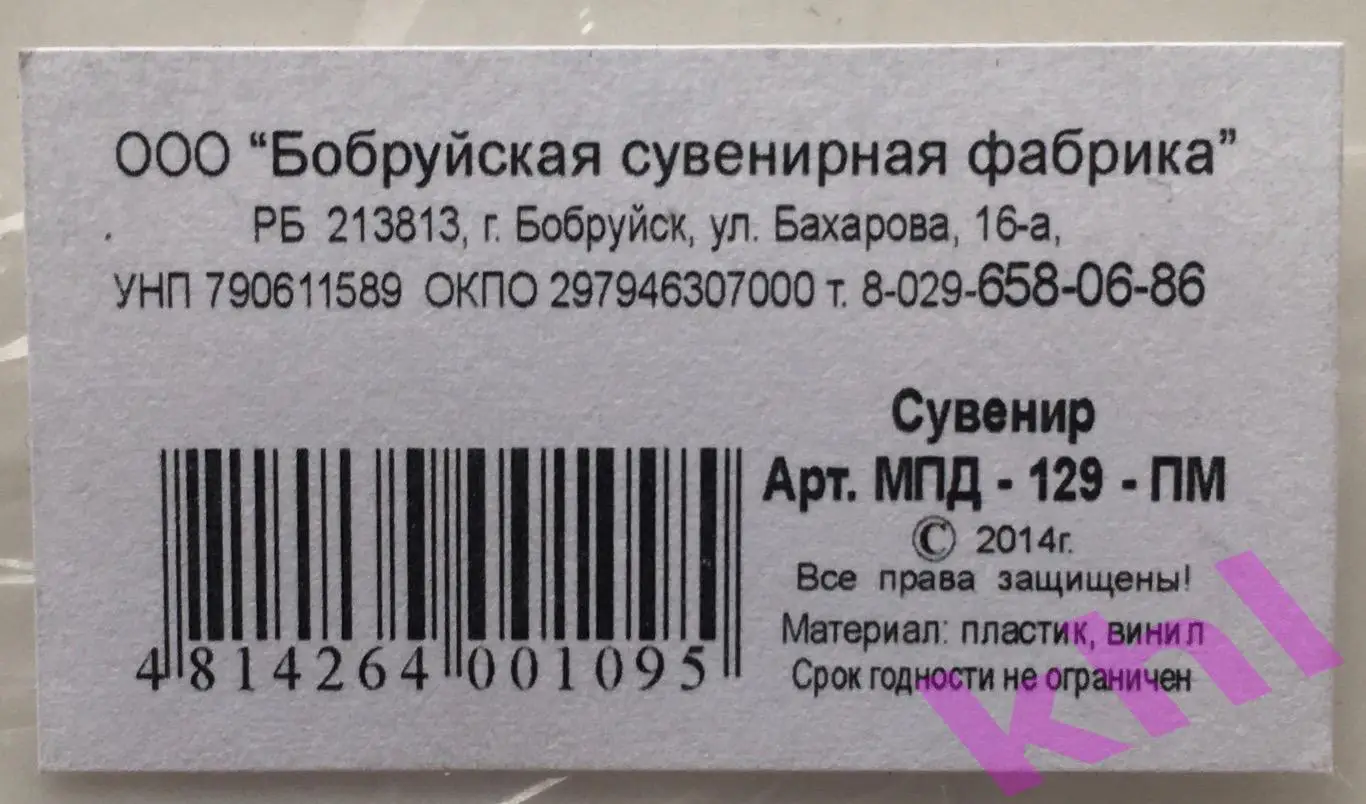 ООО “Бобруйская сувенирная фабрика”
РБ 213813, г. Бобруйск, ул. Бахарова, 16-а,
УНП 790611589 ОКПО 297946307000 т. 8-029-658-06-86
Сувенир
Арт. МПД - 129 - ПМ
© 2014г.
Все права защищены!
Материал: пластик, винил
Срок годности не ограничен
4 814264 001095
khl